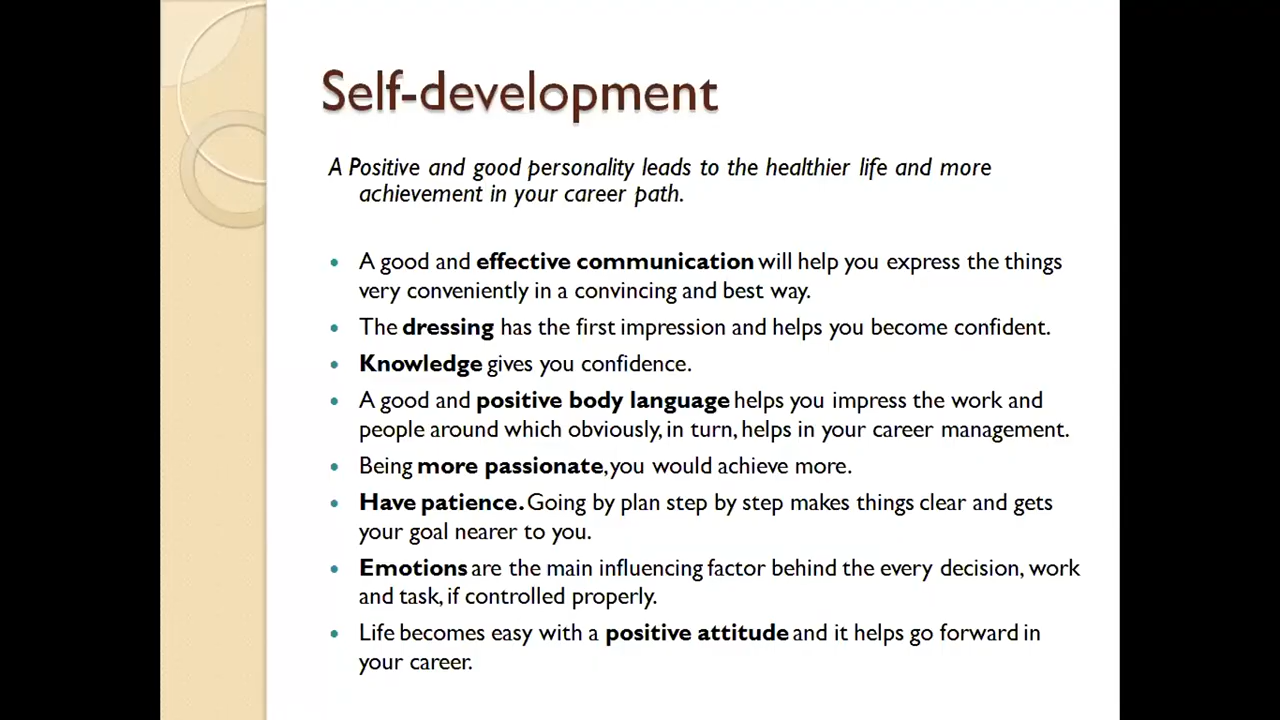 Self-development
A Positive and good personality leads to the healthier life and more
achievement in your career path.
• A good and effective communication will help you express the things
very conveniently in a convincing and best way.
• The dressing has the first impression and helps you become confident.
• Knowledge gives you confidence.
• A good and positive body language helps you impress the work and
people around which obviously, in turn, helps in your career management.
• Being more passionate, you would achieve more.
• Have patience. Going by plan step by step makes things clear and gets
your goal nearer to you.
• Emotions are the main influencing factor behind the every decision, work
and task, if controlled properly.
• Life becomes easy with a positive attitude and it helps go forward in
your career.